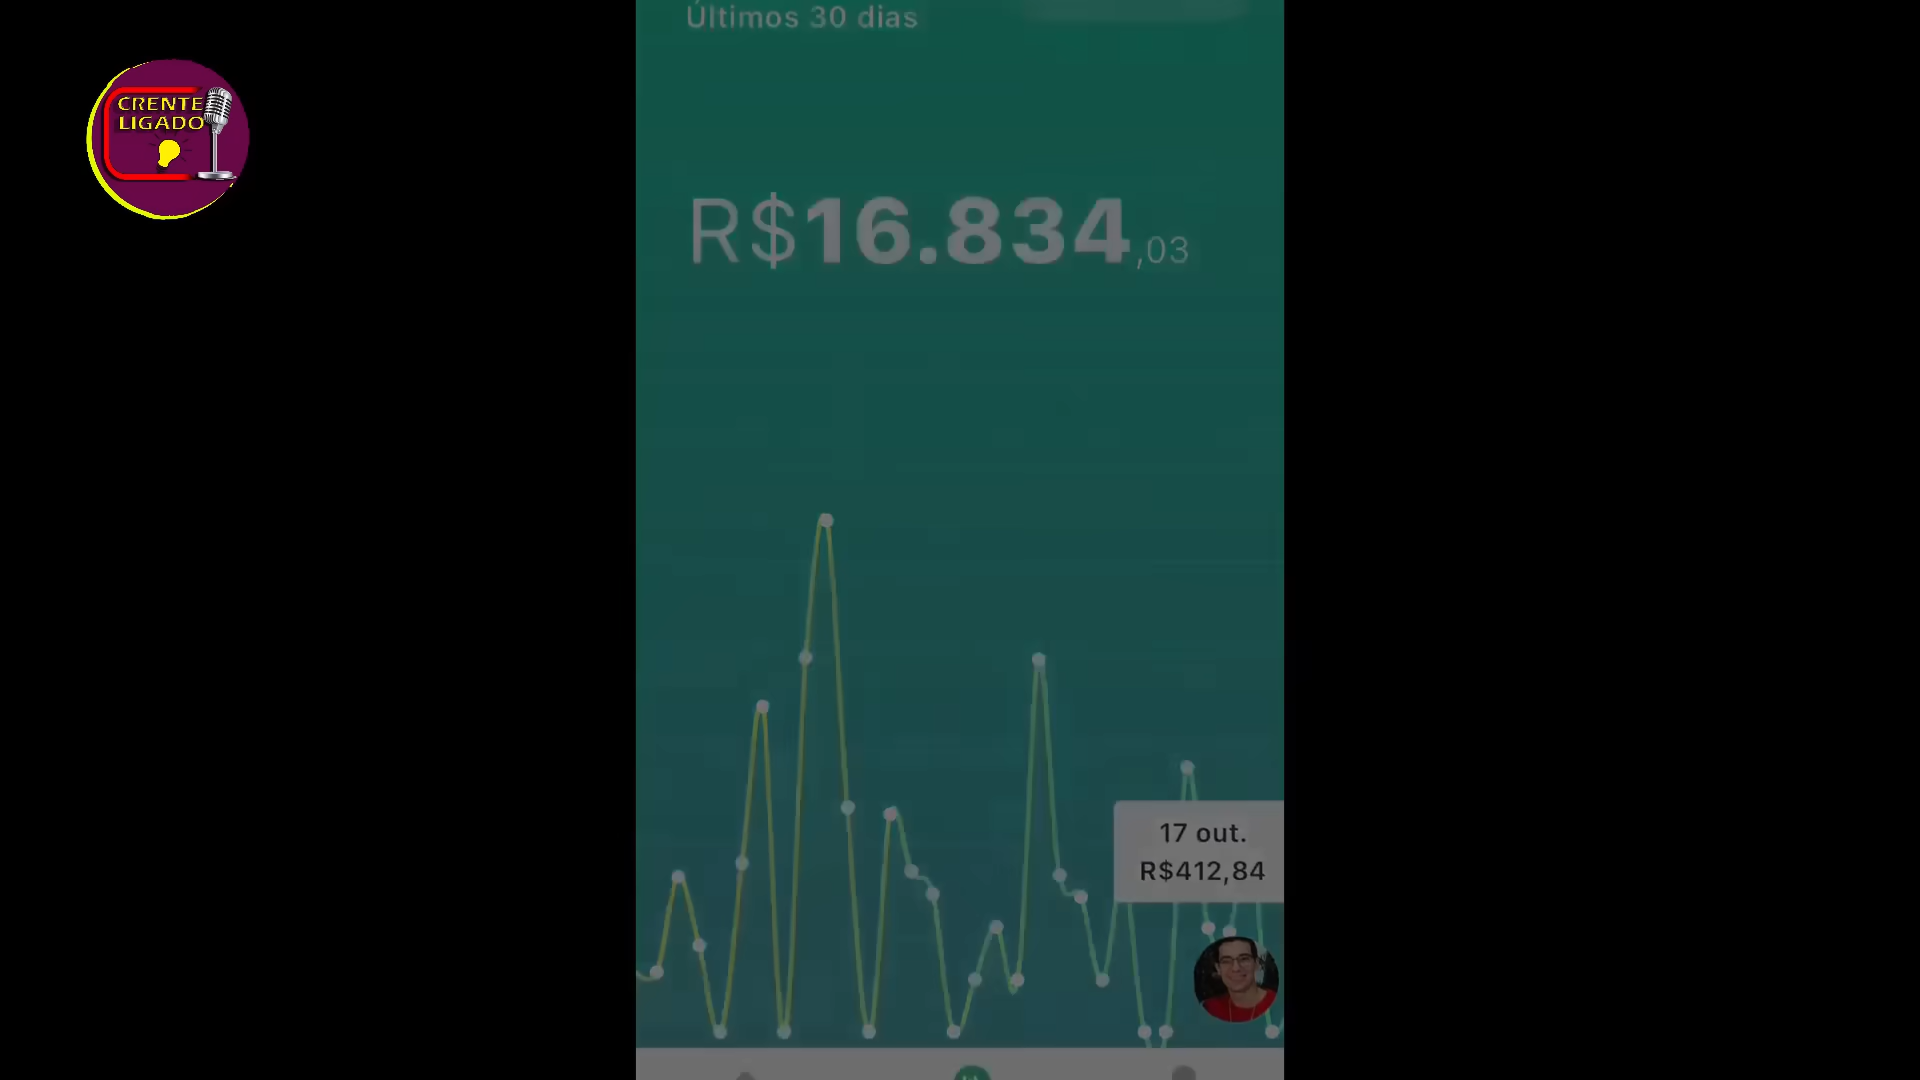 Últimos 30 dias
CRENTE
LIGADO
R$16.834,03
17 out.
R$412,84